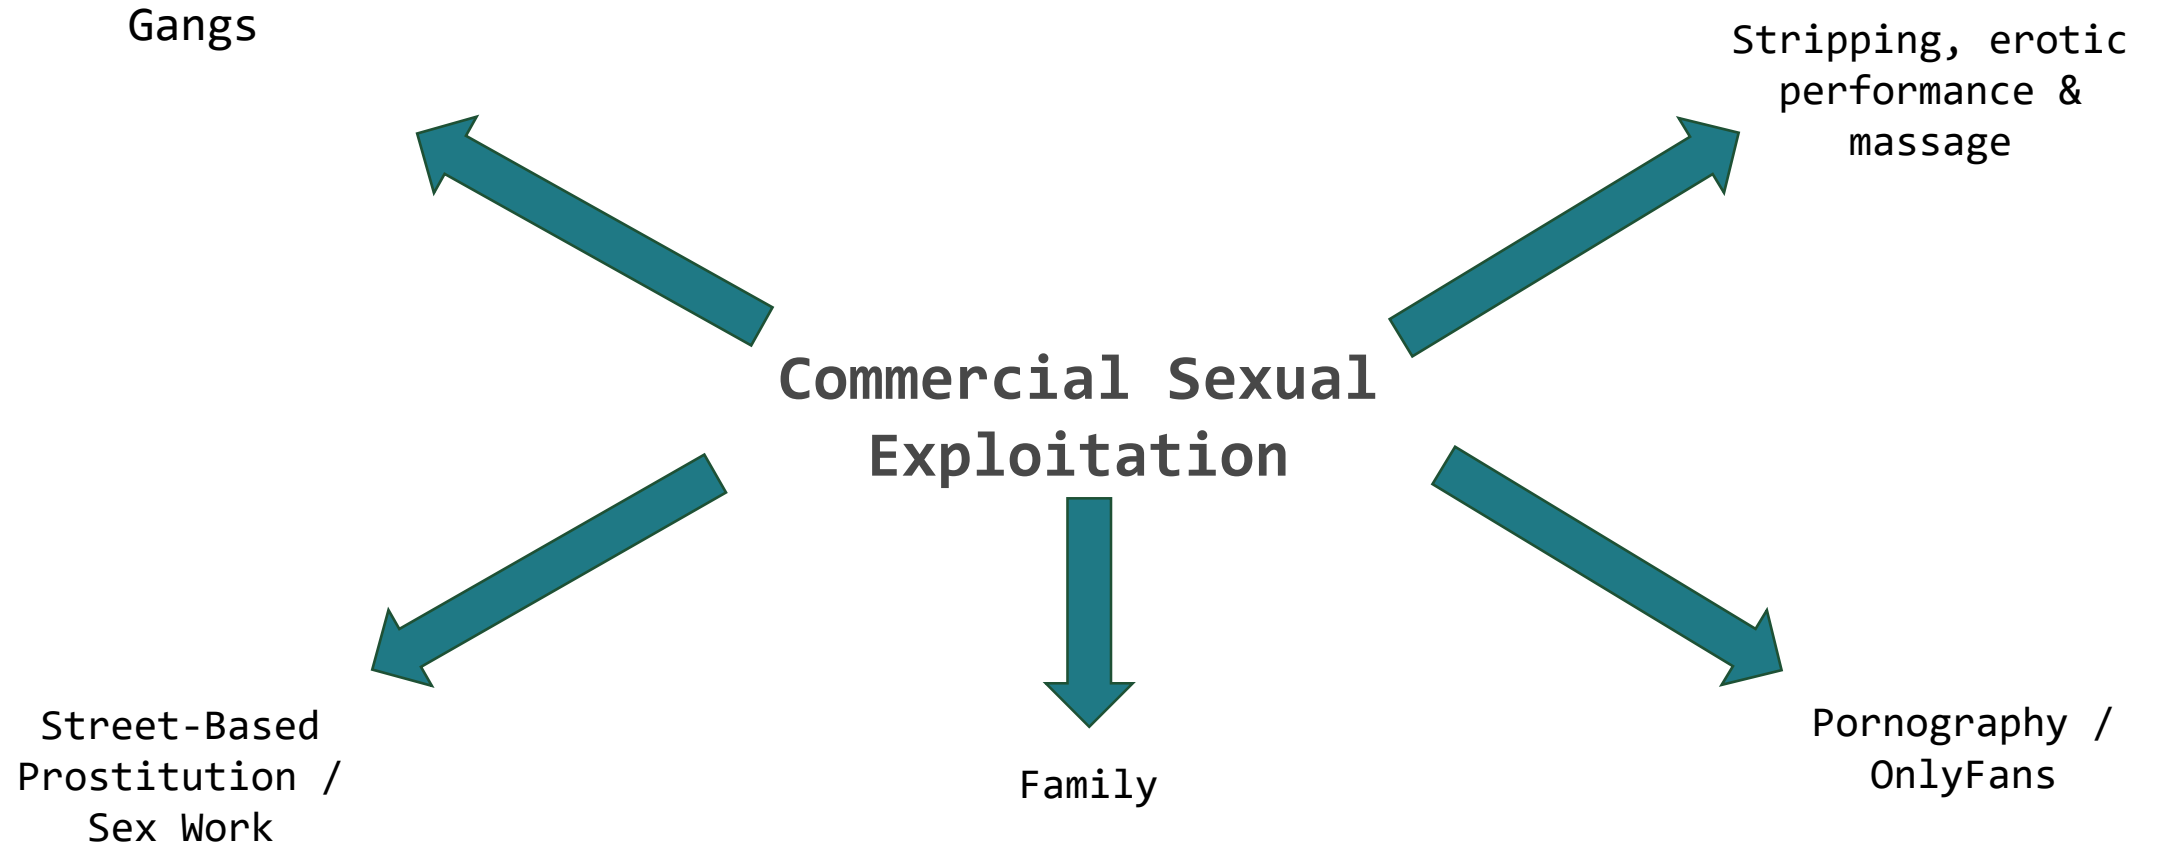 Gangs
Stripping, erotic
performance &
massage
Commercial Sexual
Exploitation
Street-Based
Prostitution /
Sex Work
Family
Pornography /
OnlyFans